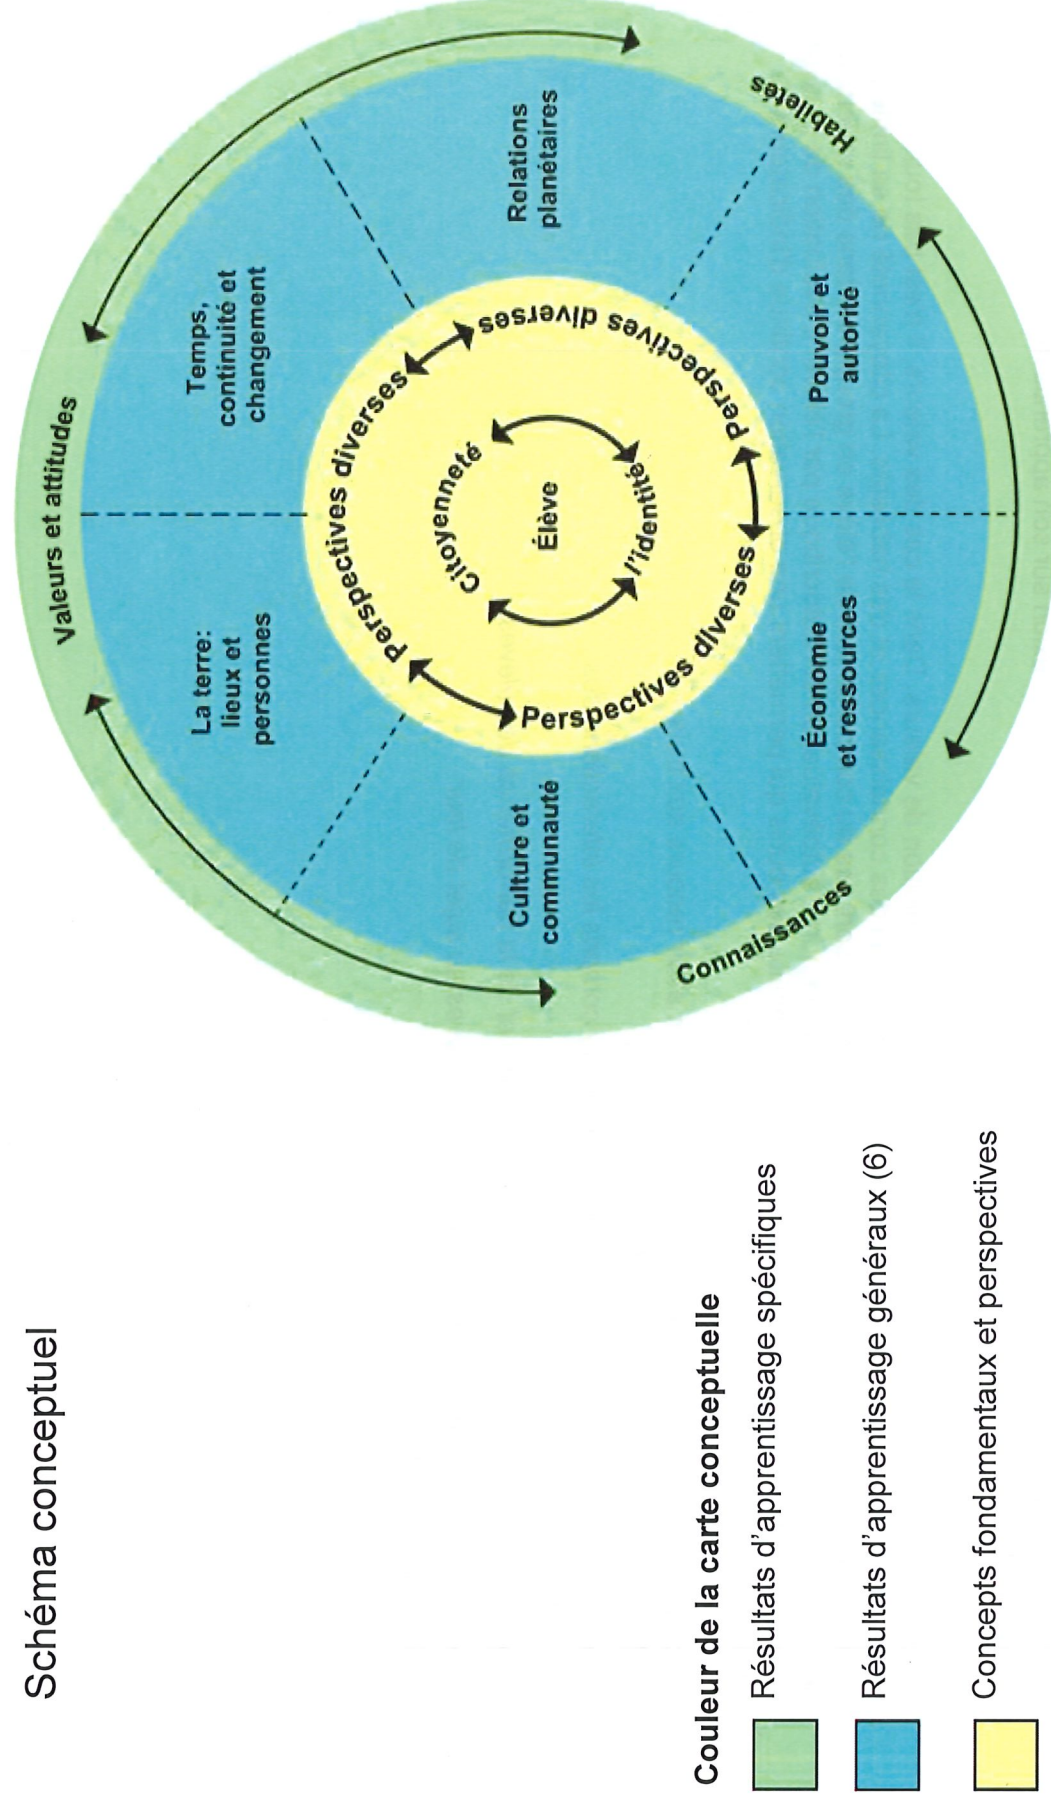 Schéma conceptuel
Valeurs et attitudes
La terre:
lieux et
personnes
Temps,
continuité et
changement
Culture et
communauté
Relations
planétaires
Économie
et ressources
Pouvoir et
autorité
Perspectives diverses
Perspectives diverses
Perspectives diverses
Citoyenneté
Élève
l'identité
Connaissances
Habiletés
Couleur de la carte conceptuelle
Résultats d'apprentissage spécifiques
Résultats d'apprentissage généraux (6)
Concepts fondamentaux et perspectives